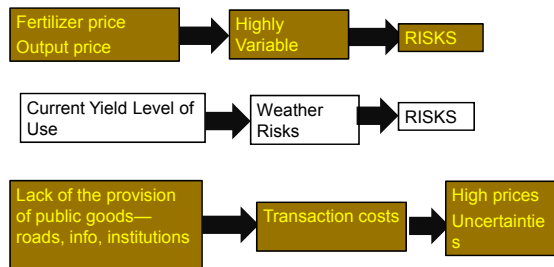 Fertilizer price
Output price
Highly
Variable
RISKS
Current Yield Level of
Use
Weather
Risks
RISKS
Lack of the provision
of public goods—
roads, info, institutions
Transaction costs
High prices
Uncertaintie
s